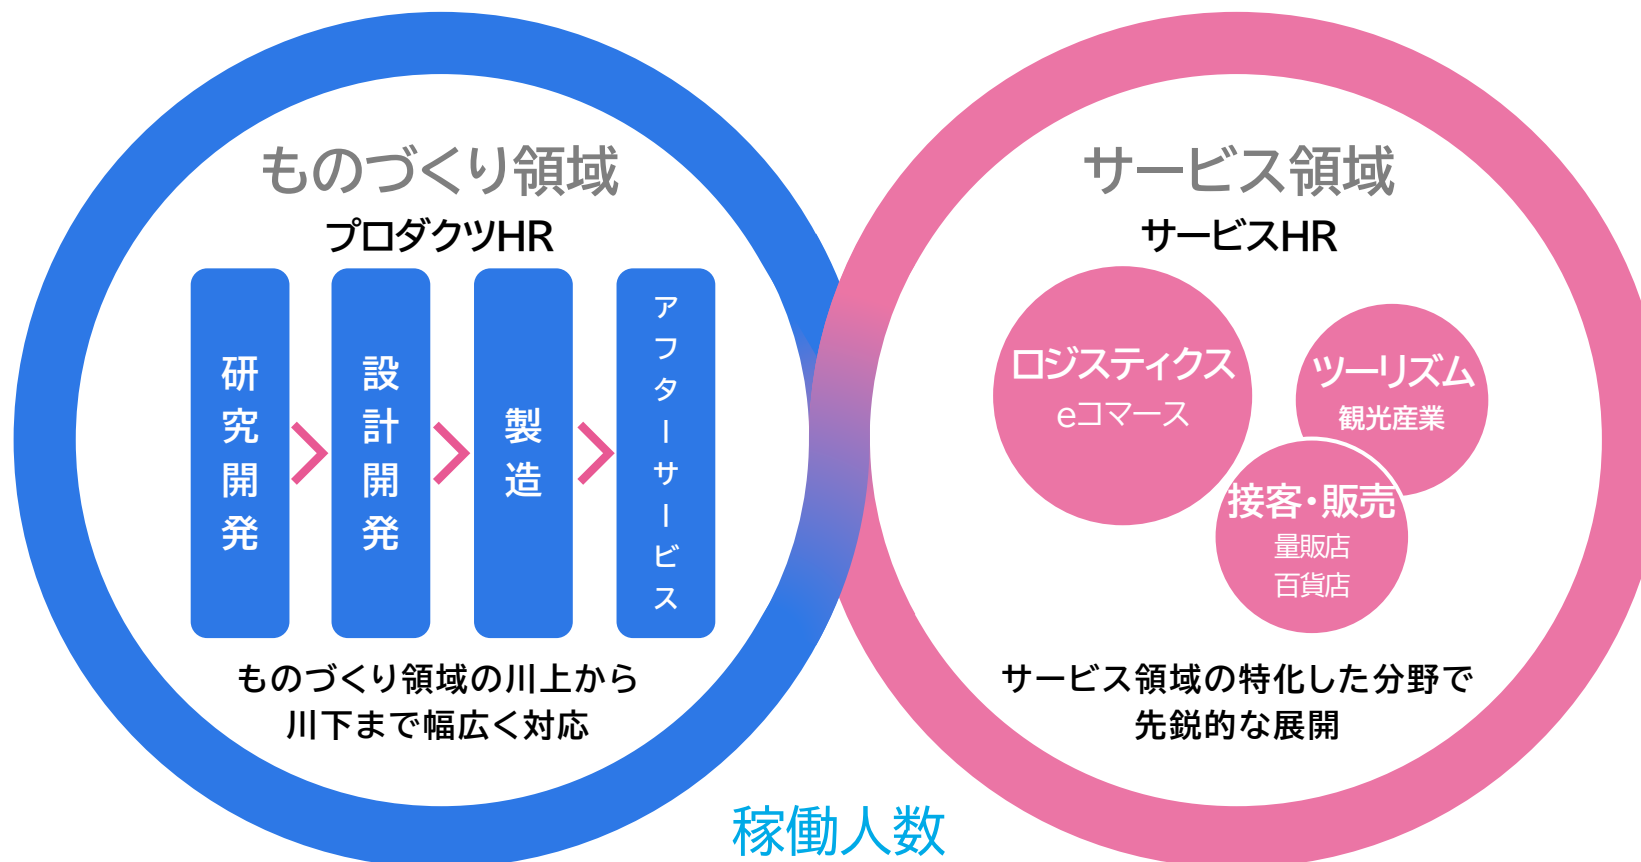 ものづくり領域
プロダクツHR
研究開発
設計開発
製造
アフターサービス
ものづくり領域の川上から
川下まで幅広く対応
サービス領域
サービスHR
ロジスティクス
eコマース
ツーリズム
観光産業
接客・販売
量販店
百貨店
サービス領域の特化した分野で
先鋭的な展開
稼働人数